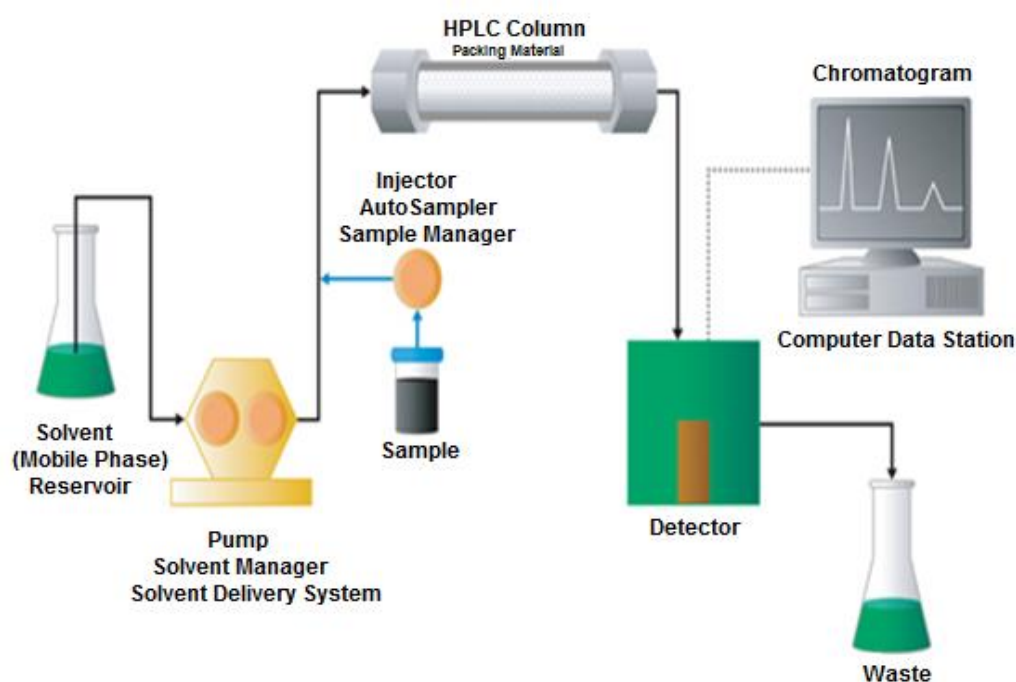 HPLC Column
Packing Material
Chromatogram
Injector
AutoSampler
Sample Manager
Computer Data Station
Solvent
(Mobile Phase)
Reservoir
Sample
Detector
Pump
Solvent Manager
Solvent Delivery System
Waste